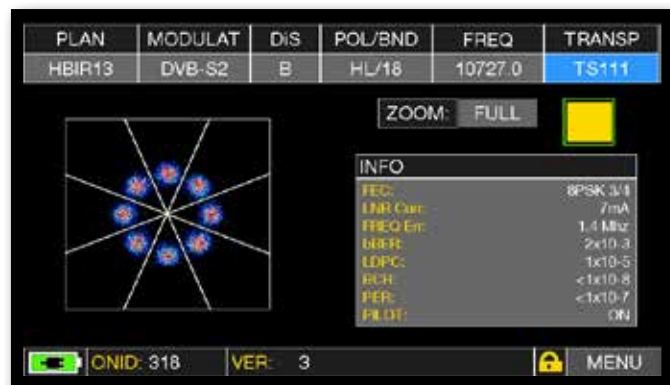 PLAN MODULAT DiS POL/BND FREQ TRANSP
HBIR13 DVB-S2 B HL/18 10727.0 TS111
ZOOM: FULL
INFO
FEC: 8PSK 3/4
LNB Curr: 7mA
FREQ Err: 1.4 Mhz
bBER: 2x10-3
LDPC: 1x10-5
BCH: <1x10-8
PER: <1x10-7
PILOT: ON
ONID: 318 VER: 3 MENU